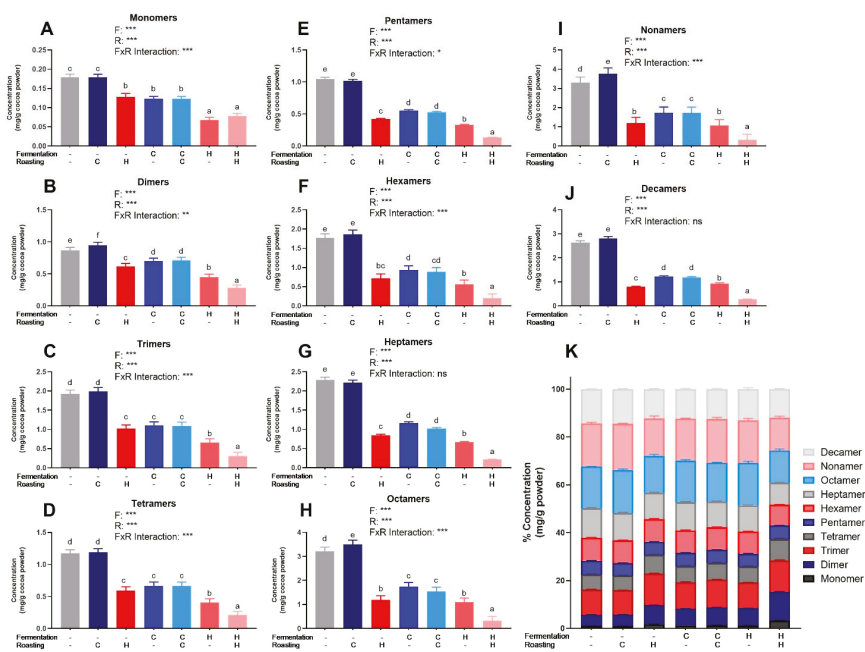 A
Monomers
F: ***
R: ***
FxR Interaction: ***
Concentration
(mg/g cocoa powder)
0.25
0.20
0.15
0.10
0.05
0.00
c c b b b a a
Fermentation - - - C C H H
Roasting - C H - C - H
B
Dimers
F: ***
R: ***
FxR Interaction: **
Concentration
(mg/g cocoa powder)
1.5
1.0
0.5
0.0
e f c d d b a
Fermentation - - - C C H H
Roasting - C H - C - H
C
Trimers
F: ***
R: ***
FxR Interaction: ***
Concentration
(mg/g cocoa powder)
2.5
2.0
1.5
1.0
0.5
0.0
d d c c c b a
Fermentation - - - C C H H
Roasting - C H - C - H
D
Tetramers
F: ***
R: ***
FxR Interaction: ***
Concentration
(mg/g cocoa powder)
1.5
1.0
0.5
0.0
d d c c c b a
Fermentation - - - C C H H
Roasting - C H - C - H
E
Pentamers
F: ***
R: ***
FxR Interaction: *
Concentration
(mg/g cocoa powder)
1.5
1.0
0.5
0.0
e e c d d b a
Fermentation - - - C C H H
Roasting - C H - C - H
F
Hexamers
F: ***
R: ***
FxR Interaction: ***
Concentration
(mg/g cocoa powder)
2.5
2.0
1.5
1.0
0.5
0.0
e e bc d cd b a
Fermentation - - - C C H H
Roasting - C H - C - H
G
Heptamers
F: ***
R: ***
FxR Interaction: ns
Concentration
(mg/g cocoa powder)
2.5
2.0
1.5
1.0
0.5
0.0
e e c d c b a
Fermentation - - - C C H H
Roasting - C H - C - H
H
Octamers
F: ***
R: ***
FxR Interaction: ***
Concentration
(mg/g cocoa powder)
4
3
2
1
0
d e b c c b a
Fermentation - - - C C H H
Roasting - C H - C - H
I
Nonamers
F: ***
R: ***
FxR Interaction: ***
Concentration
(mg/g cocoa powder)
5
4
3
2
1
0
d e b c c b a
Fermentation - - - C C H H
Roasting - C H - C - H
J
Decamers
F: ***
R: ***
FxR Interaction: ns
Concentration
(mg/g cocoa powder)
4
3
2
1
0
e e c d d b a
Fermentation - - - C C H H
Roasting - C H - C - H
K
% Concentration
(mg/g powder)
100
80
60
40
20
0
Fermentation - - - C C H H
Roasting - C H - C - H
Decamer
Nonamer
Octamer
Heptamer
Hexamer
Pentamer
Tetramer
Trimer
Dimer
Monomer